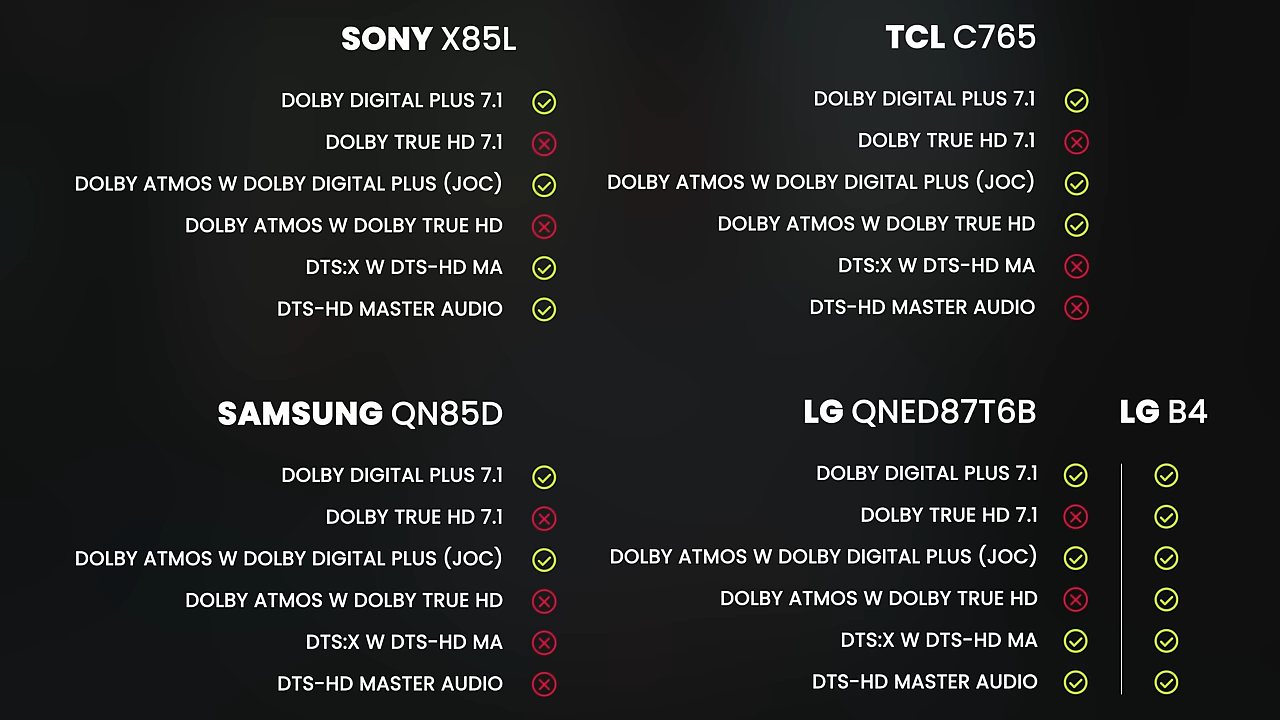 SONY X85L
DOLBY DIGITAL PLUS 7.1
DOLBY TRUE HD 7.1
DOLBY ATMOS W DOLBY DIGITAL PLUS (JOC)
DOLBY ATMOS W DOLBY TRUE HD
DTS:X W DTS-HD MA
DTS-HD MASTER AUDIO
TCL C765
DOLBY DIGITAL PLUS 7.1
DOLBY TRUE HD 7.1
DOLBY ATMOS W DOLBY DIGITAL PLUS (JOC)
DOLBY ATMOS W DOLBY TRUE HD
DTS:X W DTS-HD MA
DTS-HD MASTER AUDIO
SAMSUNG QN85D
DOLBY DIGITAL PLUS 7.1
DOLBY TRUE HD 7.1
DOLBY ATMOS W DOLBY DIGITAL PLUS (JOC)
DOLBY ATMOS W DOLBY TRUE HD
DTS:X W DTS-HD MA
DTS-HD MASTER AUDIO
LG QNED87T6B LG B4
DOLBY DIGITAL PLUS 7.1
DOLBY TRUE HD 7.1
DOLBY ATMOS W DOLBY DIGITAL PLUS (JOC)
DOLBY ATMOS W DOLBY TRUE HD
DTS:X W DTS-HD MA
DTS-HD MASTER AUDIO